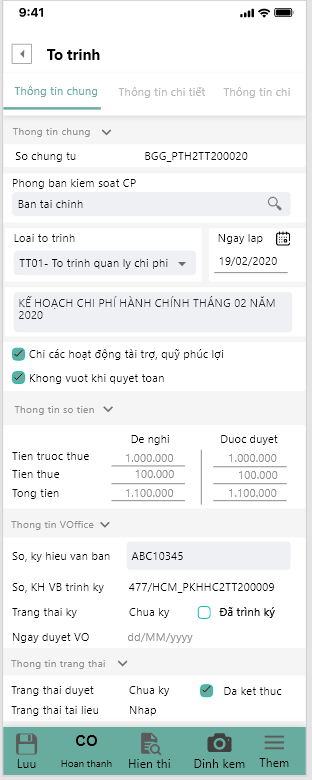 9:41
To trinh
Thông tin chung Thông tin chi tiết Thông tin chi
Thong tin chung
So chung tu BGG_PTH2TT200020
Phong ban kiem soat CP
Ban tai chinh
Loai to trinh Ngay lap
TT01- To trinh quan ly chi phi 19/02/2020
KẾ HOẠCH CHI PHÍ HÀNH CHÍNH THÁNG 02 NĂM
2020
Chi các hoạt động tài trợ, quỹ phúc lợi
Khong vuot khi quyet toan
Thong tin so tien
De nghi Duoc duyet
Tien truoc thue 1.000.000 1.000.000
Tien thue 100.000 100.000
Tong tien 1.100.000 1.100.000
Thong tin VOffice
So, ky hieu van ban ABC10345
So, KH VB trinh ky 477/HCM_PKHHC2TT200009
Trang thai ky Chua ky Đã trình ký
Ngay duyet VO dd/MM/yyyy
Thong tin trang thai
Trang thai duyet Chua ky Da ket thuc
Trang thai tai lieu Nhap
CO
Luu Hoan thanh Hien thi Dinh kem Them